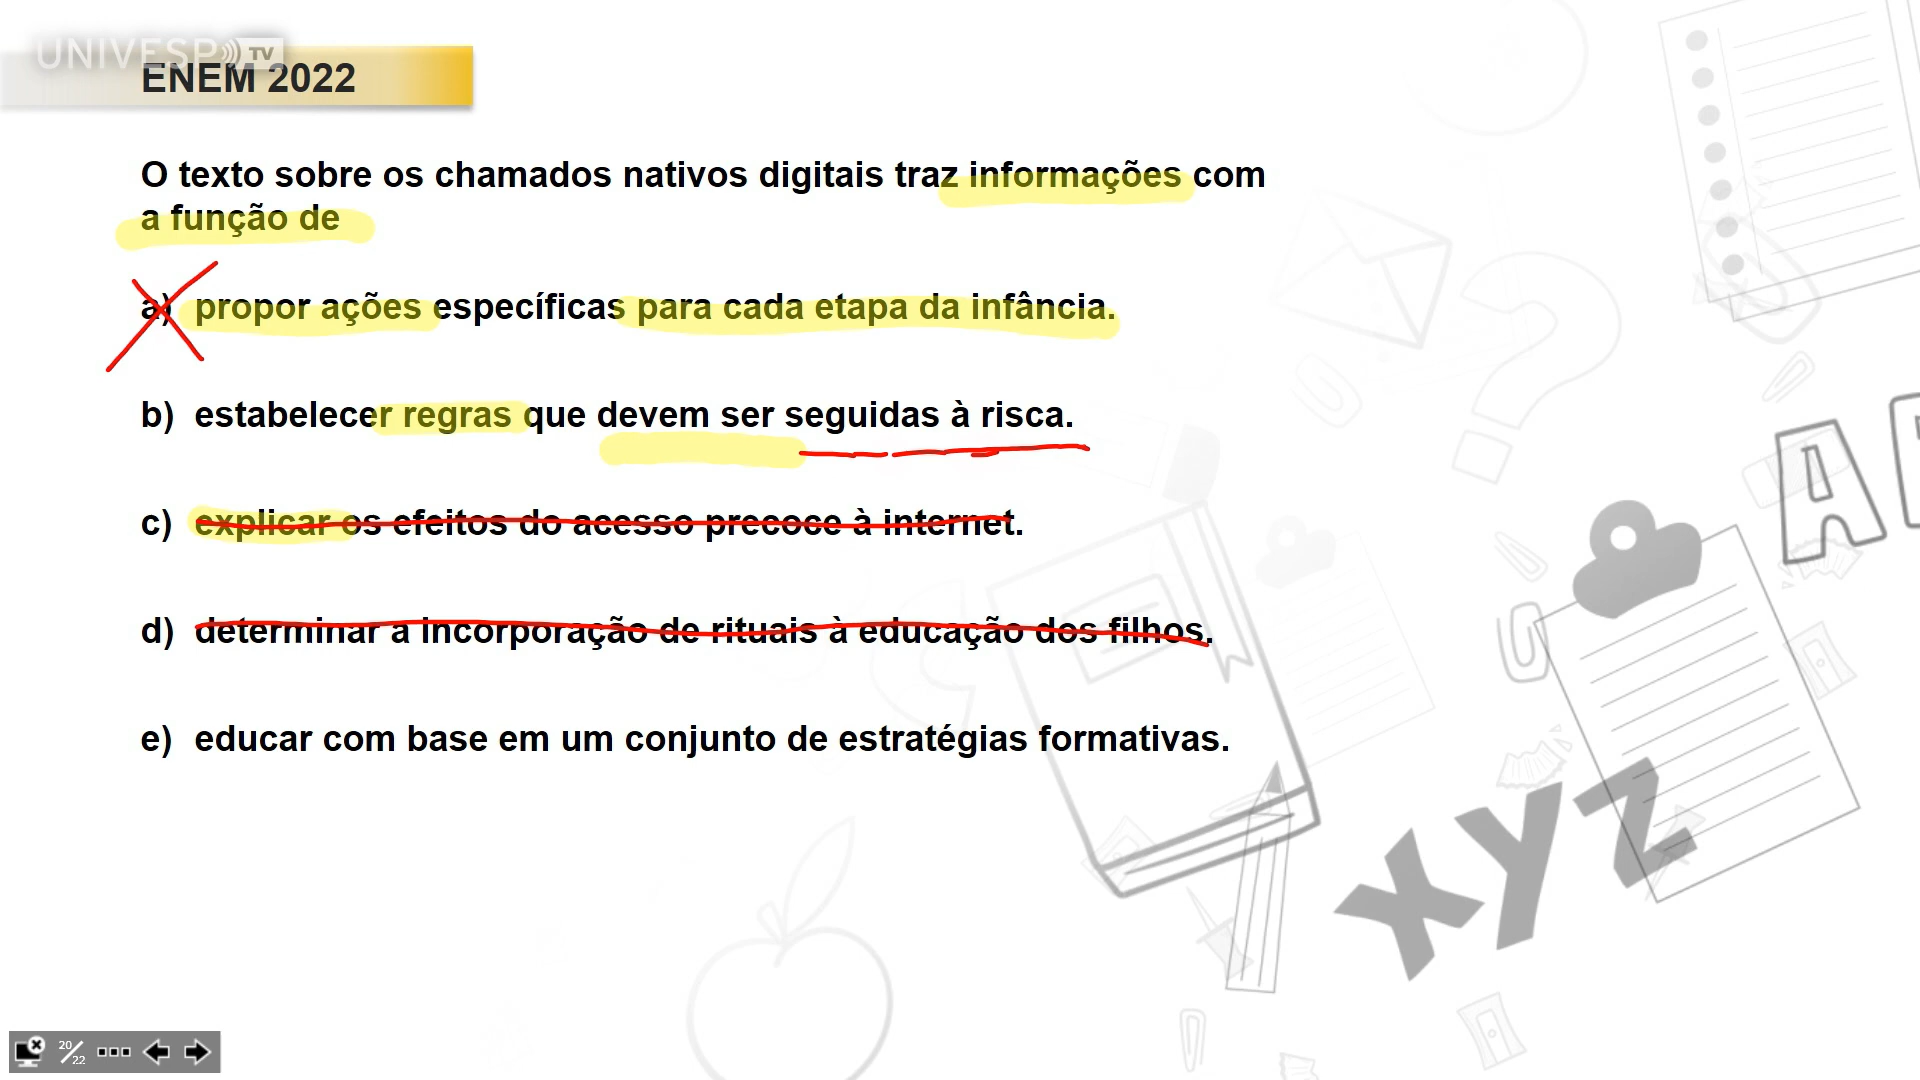 UNIVESP TV
ENEM 2022
O texto sobre os chamados nativos digitais traz informações com
a função de
a) propor ações específicas para cada etapa da infância.
b) estabelecer regras que devem ser seguidas à risca.
c) explicar os efeitos do acesso precoce à internet.
d) determinar a incorporação de rituais à educação dos filhos.
e) educar com base em um conjunto de estratégias formativas.
A
XYZ
20/22